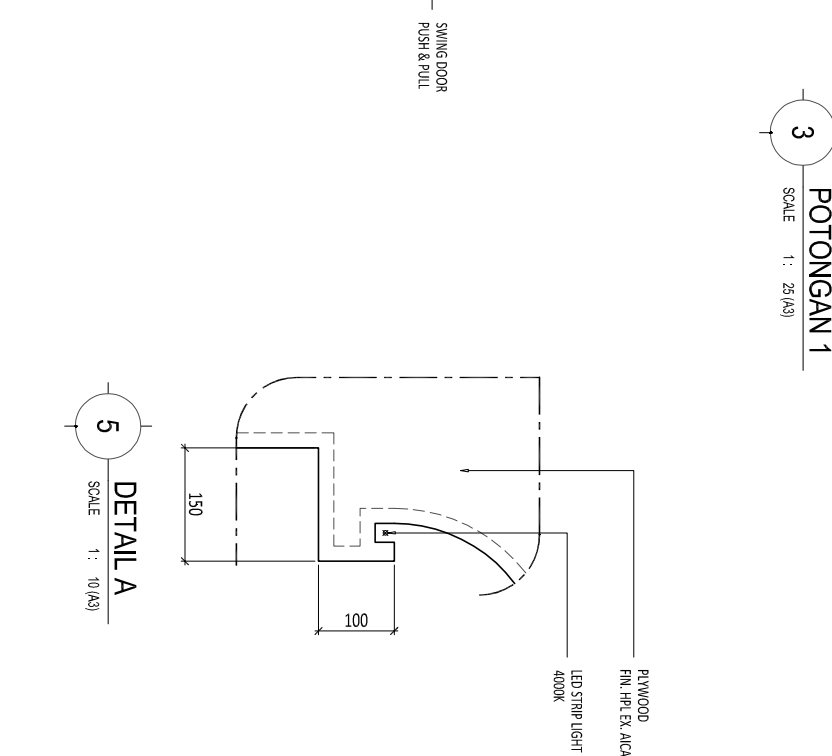 SWING DOOR
PUSH & PULL
3
POTONGAN 1
SCALE 1: 25 (A3)
5
DETAIL A
SCALE 1: 10 (A3)
150
100
PLYWOOD
FIN. HPL EX. AICA
LED STRIP LIGHT
4000K